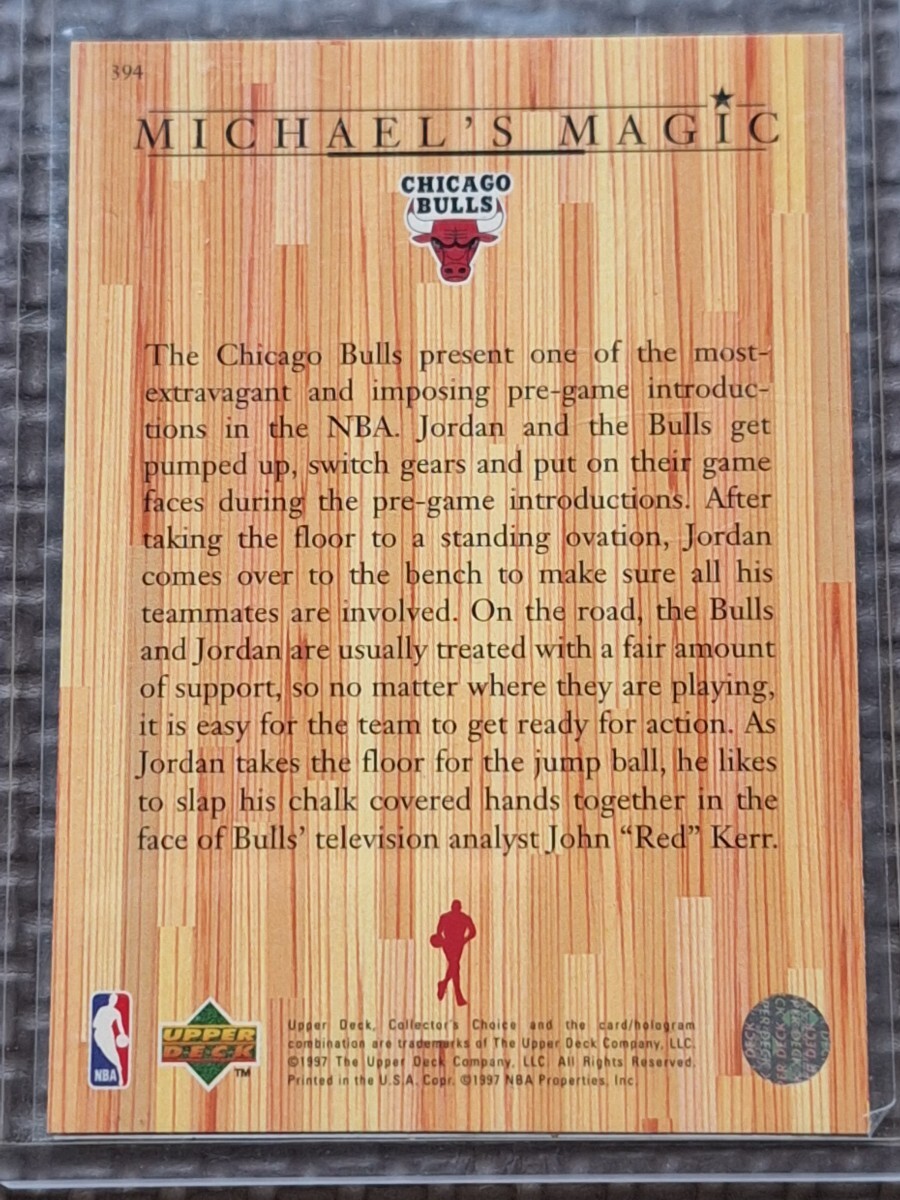 394
MICHAEL'S MAGIC
CHICAGO
BULLS
The Chicago Bulls present one of the most-
extravagant and imposing pre-game introduc-
tions in the NBA. Jordan and the Bulls get
pumped up, switch gears and put on their game
faces during the pre-game introductions. After
taking the floor to a standing ovation, Jordan
comes over to the bench to make sure all his
teammates are involved. On the road, the Bulls
and Jordan are usually treated with a fair amount
of support, so no matter where they are playing,
it is easy for the team to get ready for action. As
Jordan takes the floor for the jump ball, he likes
to slap his chalk covered hands together in the
face of Bulls’ television analyst John “Red” Kerr.
NBA
UPPER
DECK
TM
Upper Deck, Collector's Choice and the card/hologram
combination are trademarks of The Upper Deck Company, LLC.
©1997 The Upper Deck Company, LLC. All Rights Reserved.
Printed in the U.S.A. Copr. ©1997 NBA Properties, Inc.